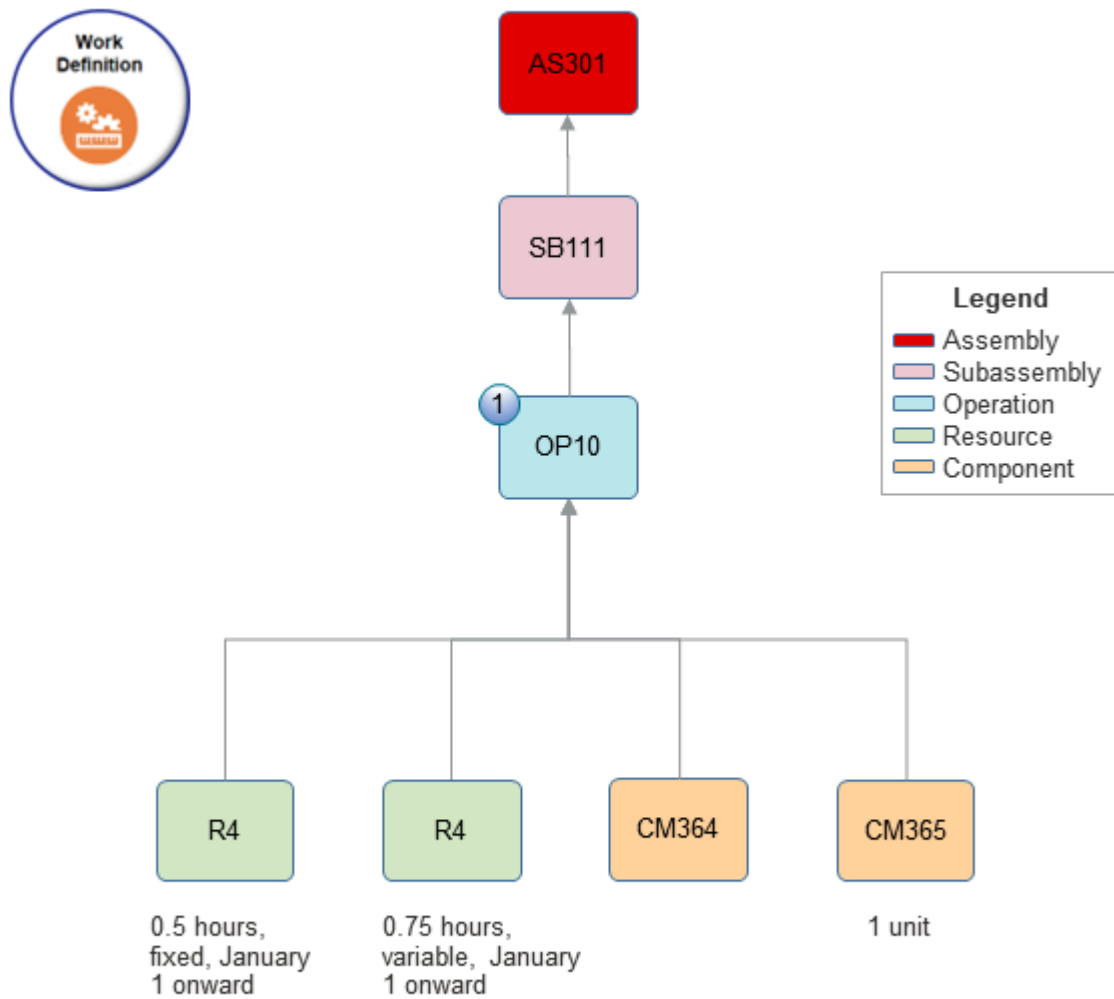 Work
Definition
AS301
SB111
Legend
Assembly
Subassembly
Operation
Resource
Component
1
OP10
R4
R4
CM364
CM365
0.5 hours,
fixed, January
1 onward
0.75 hours,
variable, January
1 onward
1 unit